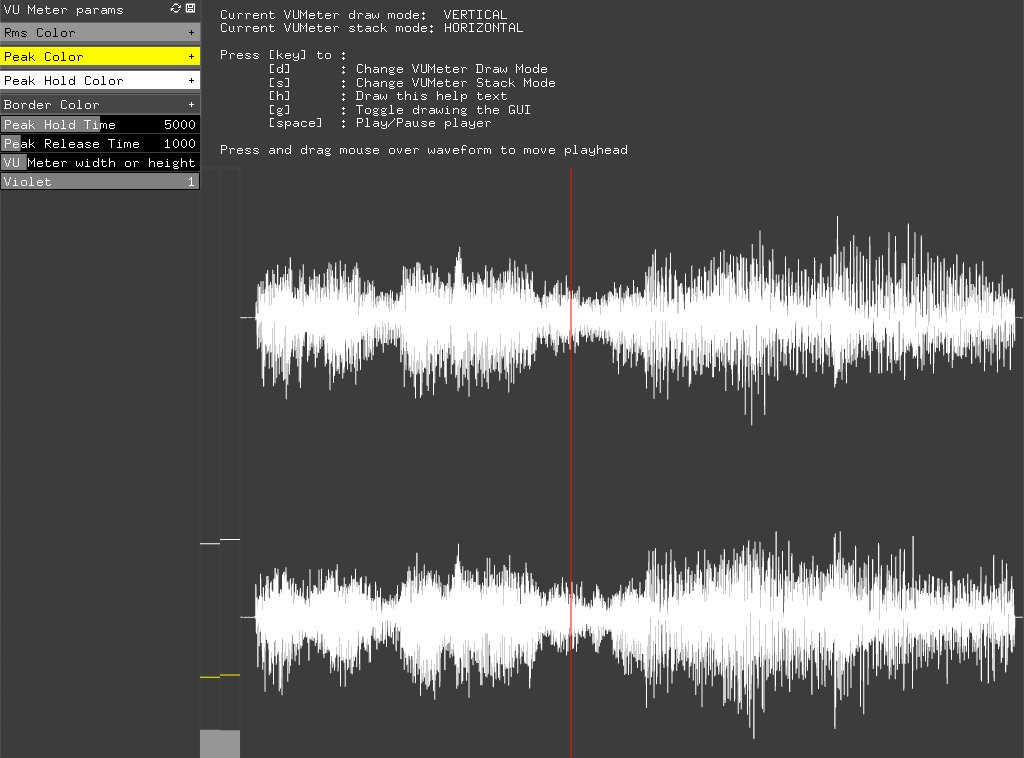 VU Meter params
Rms Color +
Peak Color +
Peak Hold Color +
Border Color +
Peak Hold Time 5000
Peak Release Time 1000
VU Meter width or height
Violet 1
Current VUMeter draw mode:  VERTICAL
Current VUMeter stack mode: HORIZONTAL
Press [key] to :
[d] : Change VUMeter Draw Mode
[s] : Change VUMeter Stack Mode
[h] : Draw this help text
[g] : Toggle drawing the GUI
[space] : Play/Pause player
Press and drag mouse over waveform to move playhead